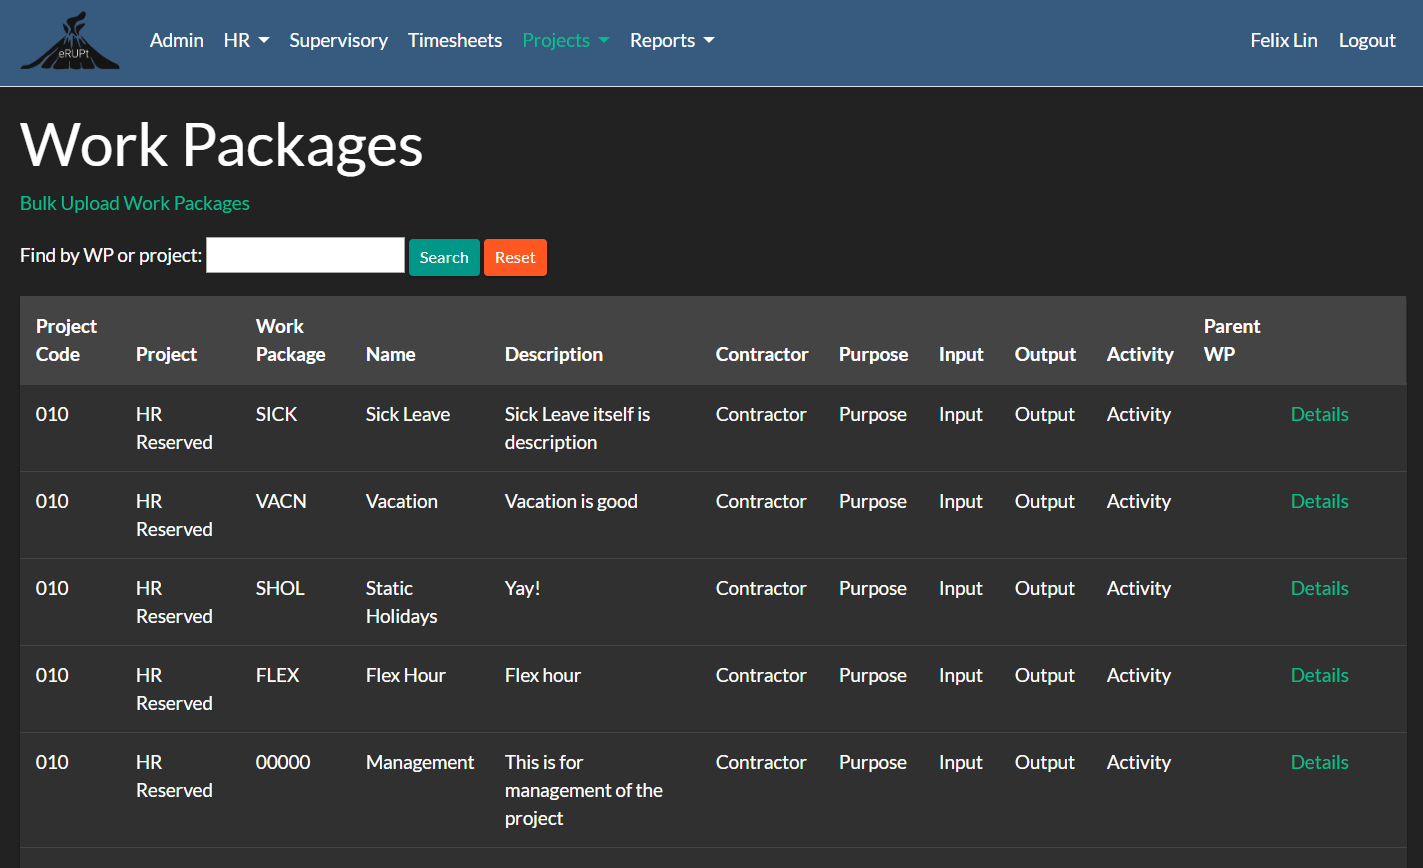 eRUPt
Admin HR Supervisory Timesheets Projects Reports Felix Lin Logout
Work Packages
Bulk Upload Work Packages
Find by WP or project: Search Reset
Project Code Project Work Package Name Description Contractor Purpose Input Output Activity Parent WP
010 HR Reserved SICK Sick Leave Sick Leave itself is description Contractor Purpose Input Output Activity Details
010 HR Reserved VACN Vacation Vacation is good Contractor Purpose Input Output Activity Details
010 HR Reserved SHOL Static Holidays Yay! Contractor Purpose Input Output Activity Details
010 HR Reserved FLEX Flex Hour Flex hour Contractor Purpose Input Output Activity Details
010 HR Reserved 00000 Management This is for management of the project Contractor Purpose Input Output Activity Details